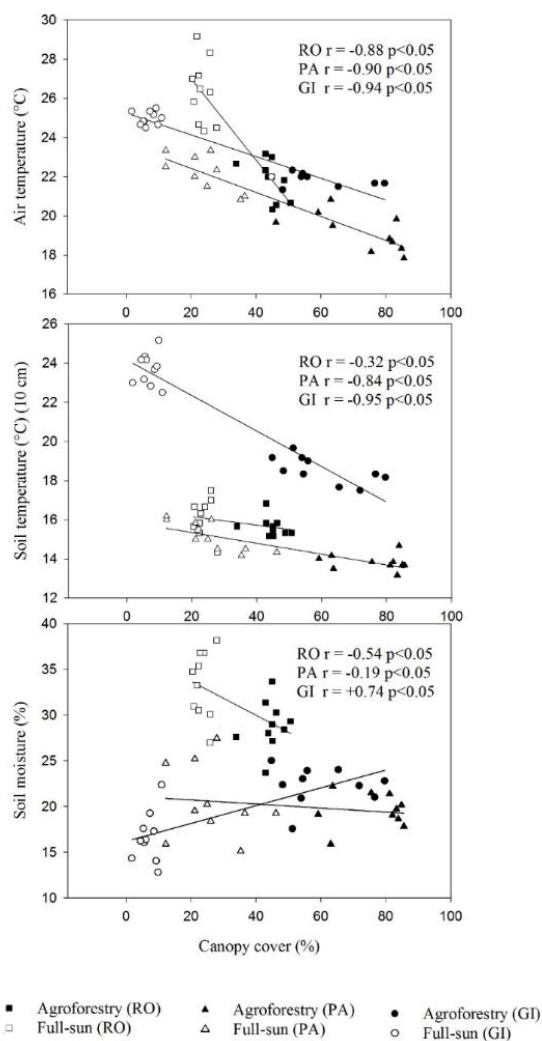 30
28
26
24
22
20
18
16
Air temperature (°C)
RO r = -0.88 p<0.05
PA r = -0.90 p<0.05
GI r = -0.94 p<0.05
0 20 40 60 80 100
26
24
22
20
18
16
14
12
Soil temperature (°C) (10 cm)
RO r = -0.32 p<0.05
PA r = -0.84 p<0.05
GI r = -0.95 p<0.05
0 20 40 60 80 100
40
35
30
25
20
15
10
Soil moisture (%)
RO r = -0.54 p<0.05
PA r = -0.19 p<0.05
GI r = +0.74 p<0.05
0 20 40 60 80 100
Canopy cover (%)
Agroforestry (RO) Agroforestry (PA) Agroforestry (GI)
Full-sun (RO) Full-sun (PA) Full-sun (GI)